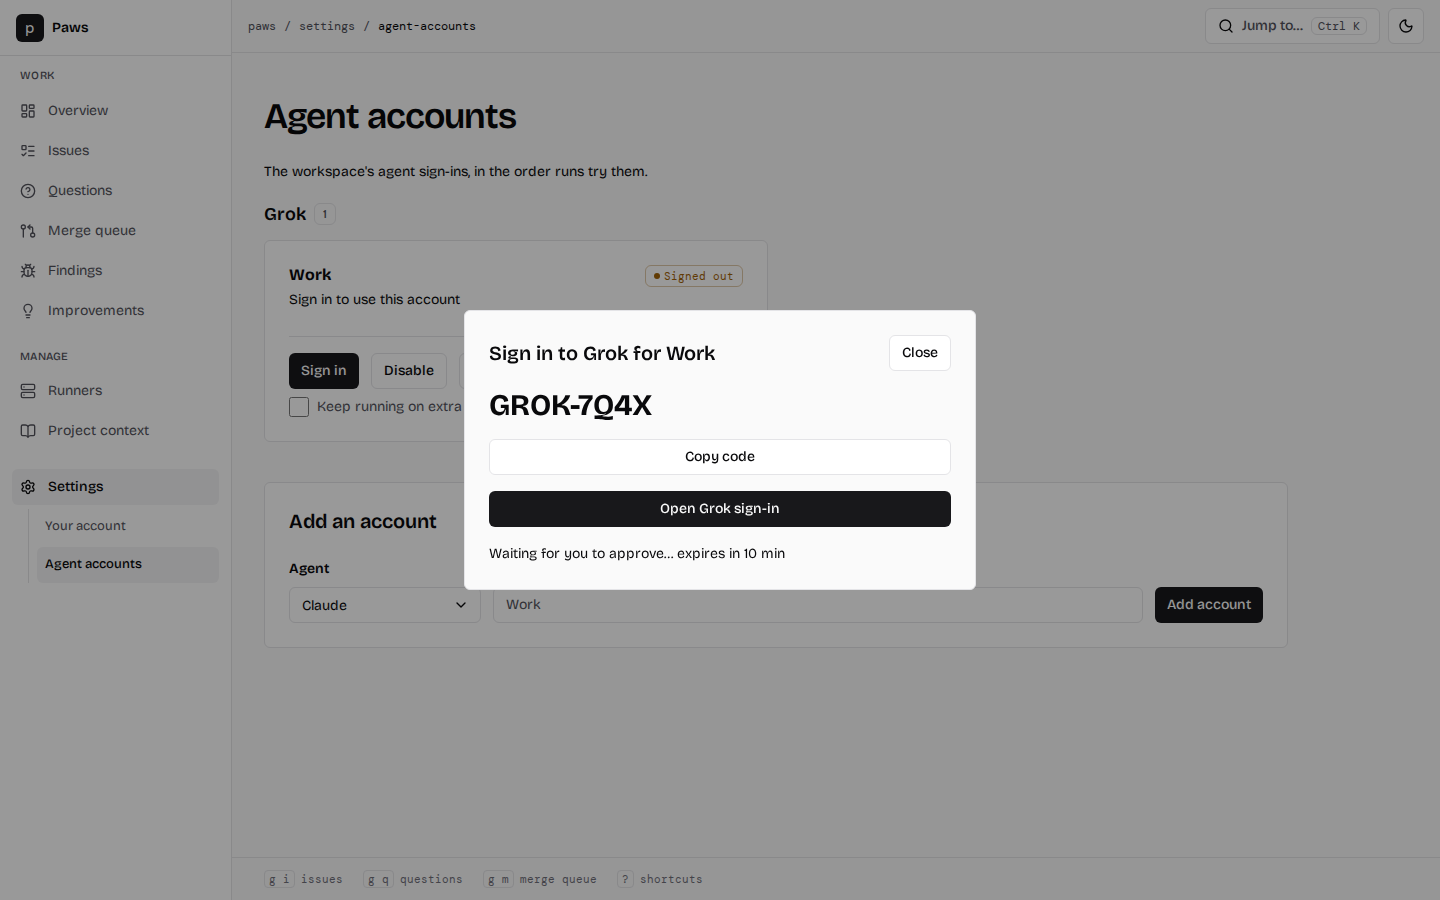 p Paws
paws / settings / agent-accounts
Jump to... Ctrl K
WORK
Overview
Issues
Questions
Merge queue
Findings
Improvements
MANAGE
Runners
Project context
Settings
Your account
Agent accounts
Agent accounts
The workspace's agent sign-ins, in the order runs try them.
Grok 1
Work Signed out
Sign in to use this account
Sign in Disable
Keep running on extra
Sign in to Grok for Work Close
GROK-7Q4X
Copy code
Open Grok sign-in
Waiting for you to approve... expires in 10 min
Add an account
Agent
Claude Work Add account
g i issues g q questions g m merge queue ? shortcuts